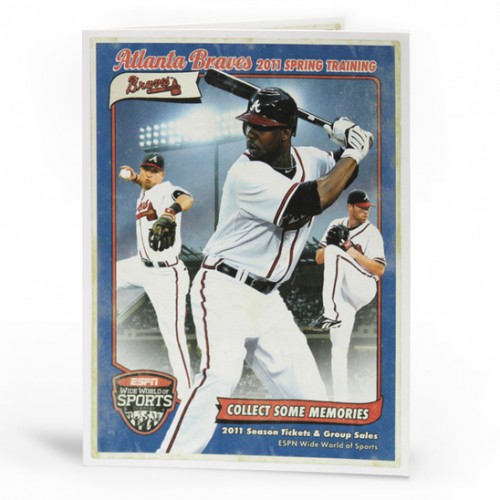 Atlanta Braves 2011 SPRING TRAINING
Braves
ESPN
WIDE WORLD OF
SPORTS
COLLECT SOME MEMORIES
2011 Season Tickets & Group Sales
ESPN Wide World of Sports